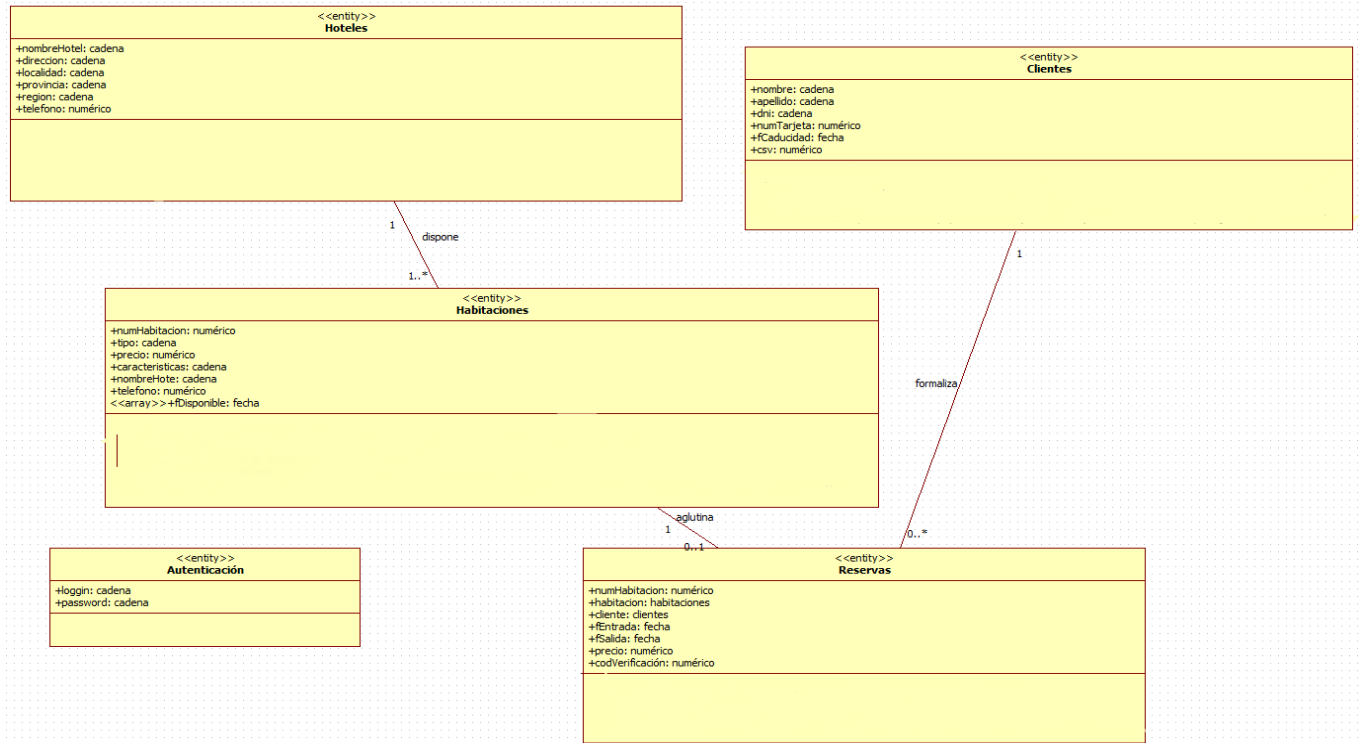 <<entity>>
Hoteles
+nombreHotel: cadena
+direccion: cadena
+localidad: cadena
+provincia: cadena
+region: cadena
+telefono: numérico
<<entity>>
Clientes
+nombre: cadena
+apellido: cadena
+dni: cadena
+numTarjeta: numérico
+fCaducidad: fecha
+csv: numérico
1
dispone
1..*
1
<<entity>>
Habitaciones
+numHabitacion: numérico
+tipo: cadena
+precio: numérico
+caracteristicas: cadena
+nombreHote: cadena
+telefono: numérico
<<array>>+fDisponible: fecha
formaliza
aglutina
1
0..1
0..*
<<entity>>
Autenticación
+loggin: cadena
+password: cadena
<<entity>>
Reservas
+numHabitacion: numérico
+habitacion: habitaciones
+cliente: clientes
+fEntrada: fecha
+fSalida: fecha
+precio: numérico
+codVerificación: numérico